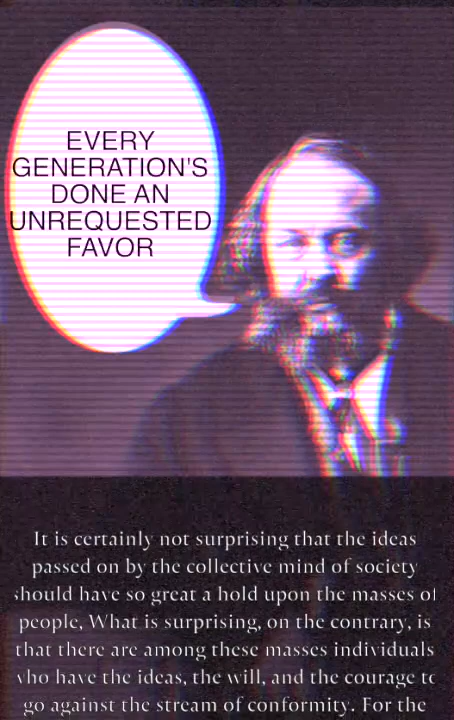 EVERY
GENERATION'S
DONE AN
UNREQUESTED
FAVOR
It is certainly not surprising that the ideas
passed on by the collective mind of society
should have so great a hold upon the masses of
people, What is surprising, on the contrary, is
that there are among these masses individuals
who have the ideas, the will, and the courage to
go against the stream of conformity. For the